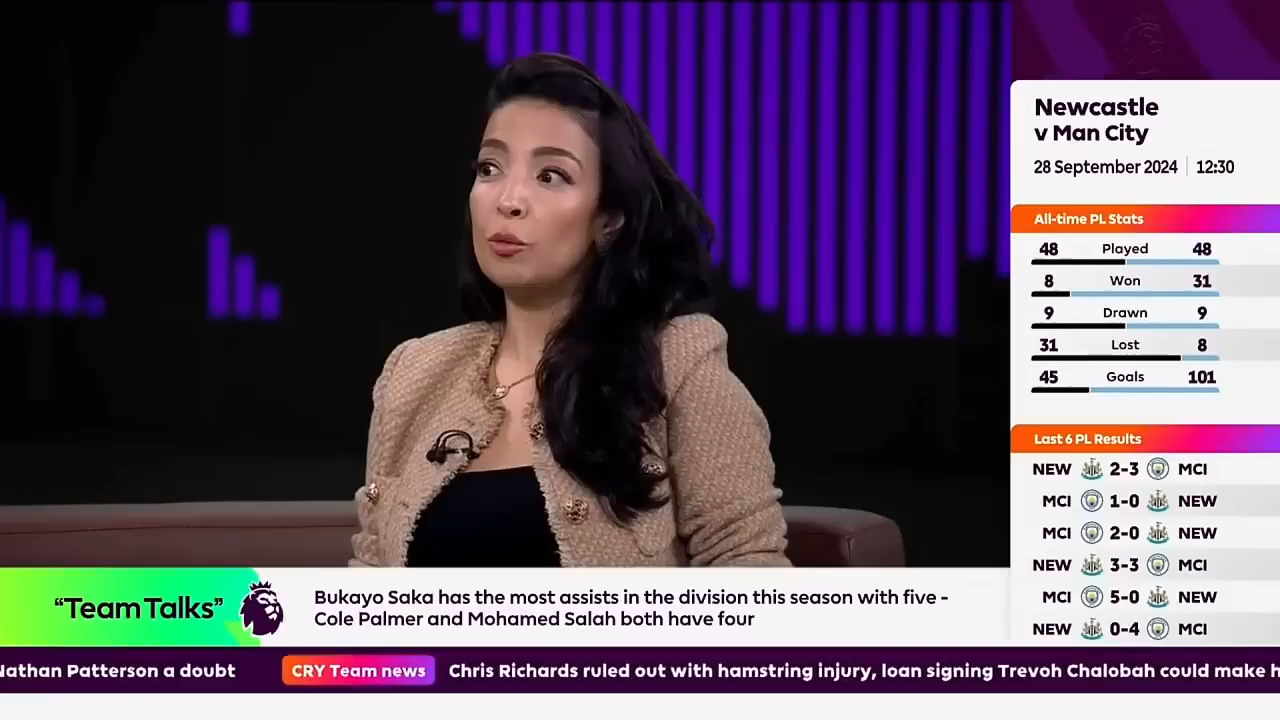 Newcastle
v Man City
28 September 2024 | 12:30
All-time PL Stats
48 Played 48
8 Won 31
9 Drawn 9
31 Lost 8
45 Goals 101
Last 6 PL Results
NEW 2-3 MCI
MCI 1-0 NEW
MCI 2-0 NEW
NEW 3-3 MCI
MCI 5-0 NEW
NEW 0-4 MCI
“Team Talks”
Bukayo Saka has the most assists in the division this season with five -
Cole Palmer and Mohamed Salah both have four
Nathan Patterson a doubt CRY Team news Chris Richards ruled out with hamstring injury, loan signing Trevoh Chalobah could make